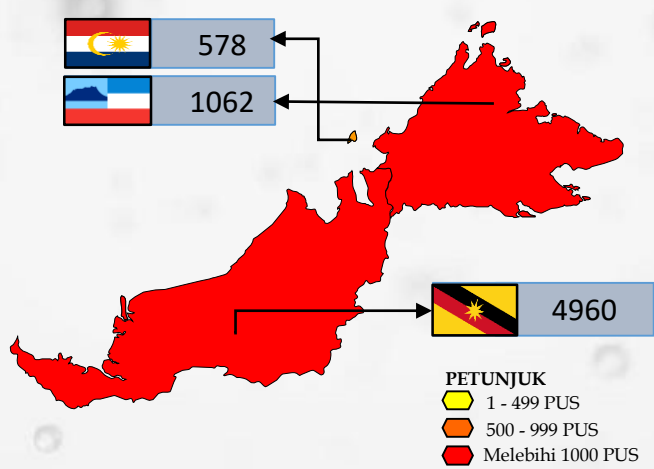 578
1062
4960
PETUNJUK
1 - 499 PUS
500 - 999 PUS
Melebihi 1000 PUS